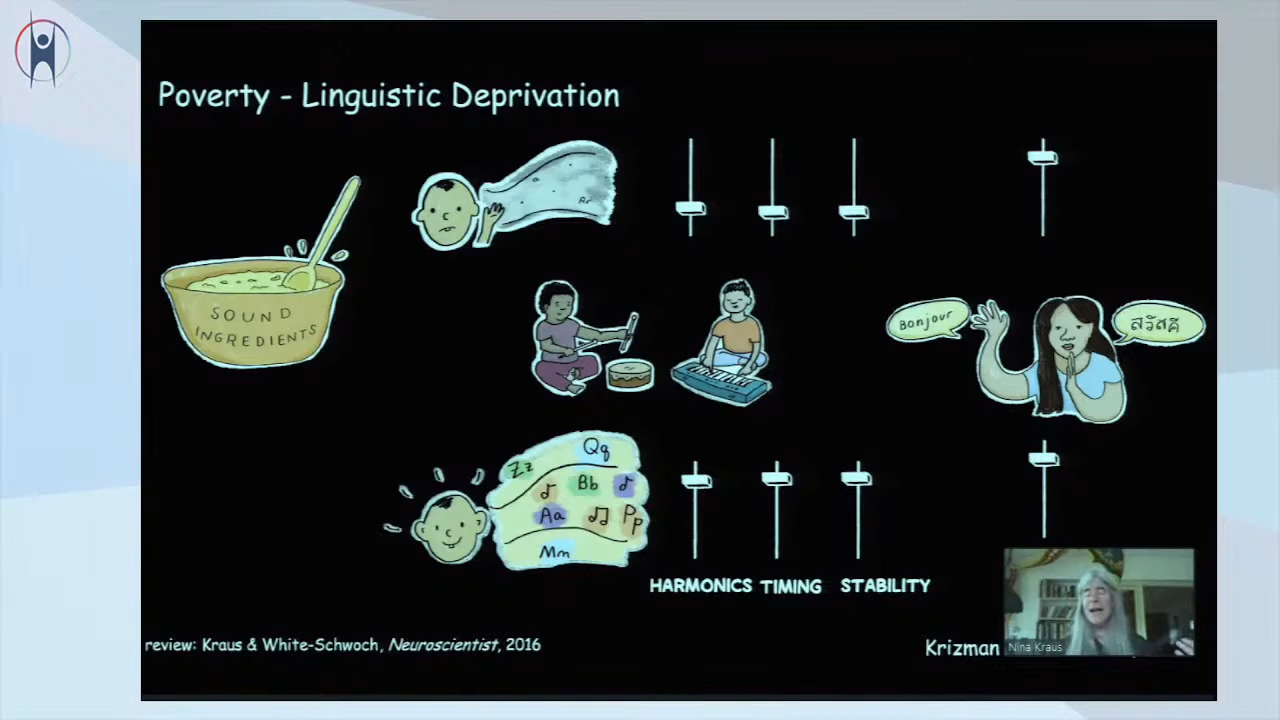 Poverty - Linguistic Deprivation
SOUND
INGREDIENTS
Bonjour
สวัสดี
Zz
Qq
Bb
Aa
Pp
Mm
HARMONICS TIMING STABILITY
review: Kraus & White-Schwoch, Neuroscientist, 2016
Krizman
Nina Kraus